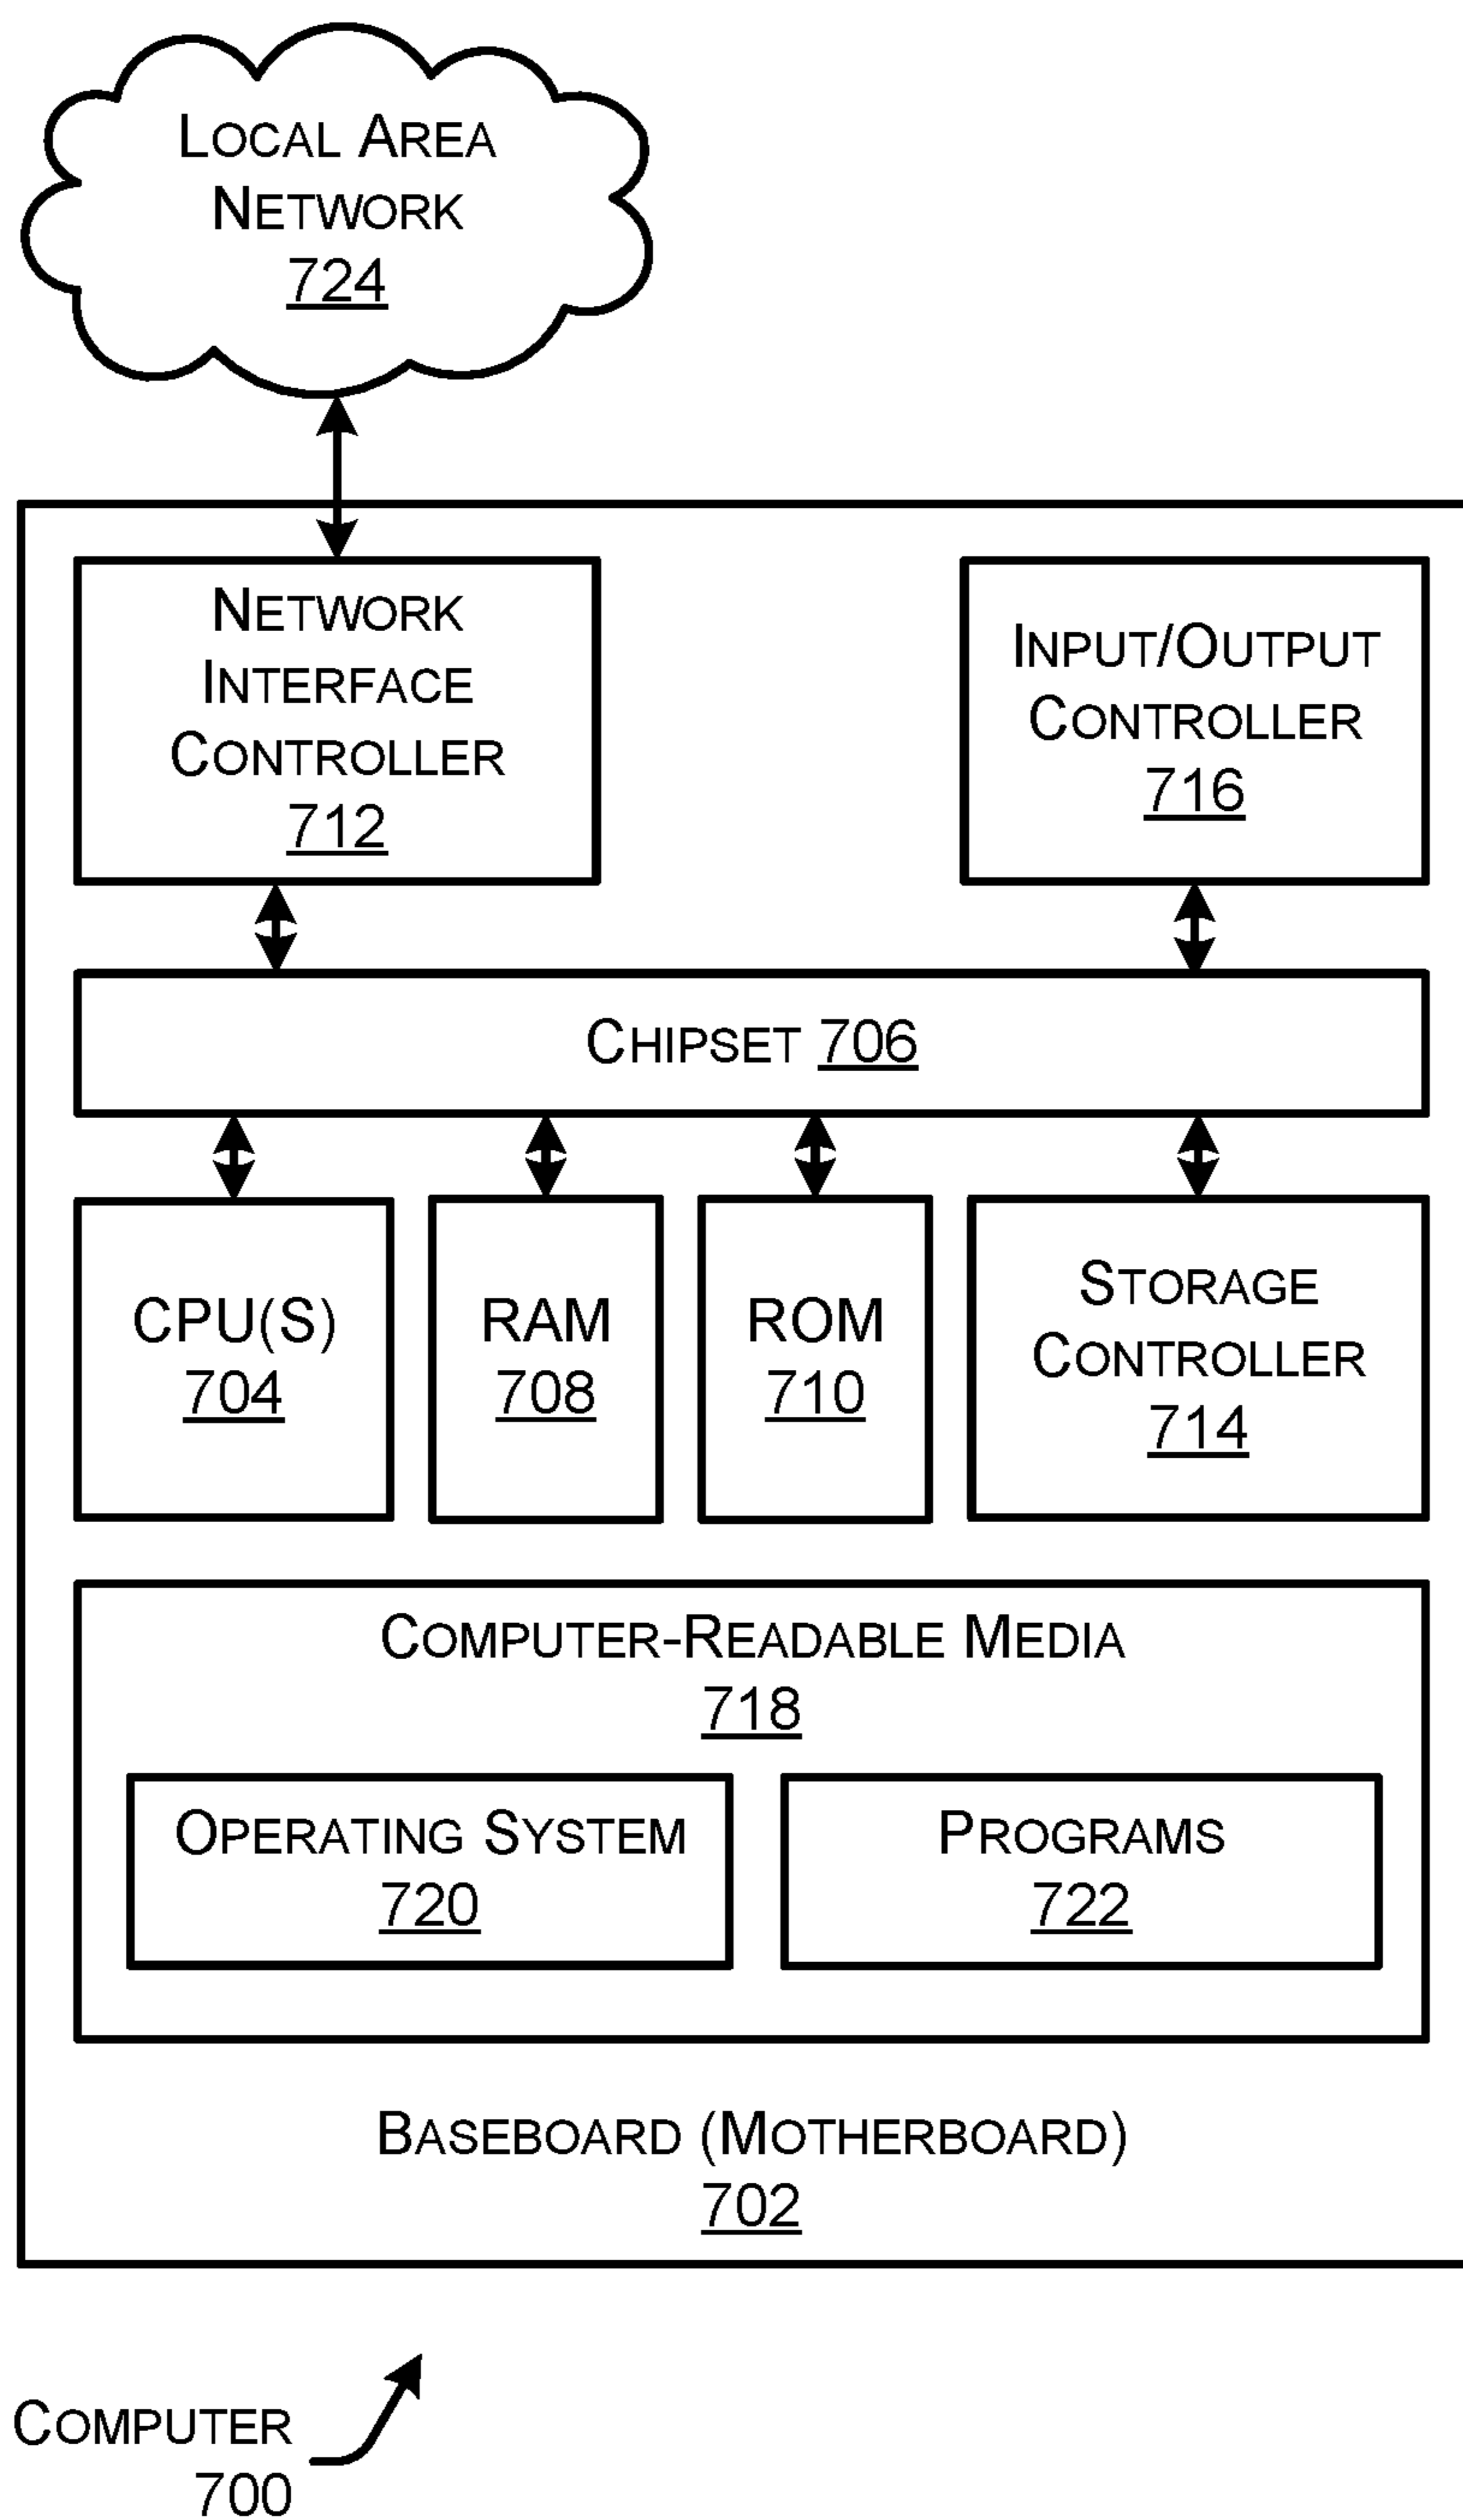 LOCAL AREA
NETWORK
724
NETWORK
INTERFACE
CONTROLLER
712
INPUT/OUTPUT
CONTROLLER
716
CHIPSET 706
CPU(S)
704
RAM
708
ROM
710
STORAGE
CONTROLLER
714
COMPUTER-READABLE MEDIA
718
OPERATING SYSTEM
720
PROGRAMS
722
BASEBOARD (MOTHERBOARD)
702
COMPUTER
700